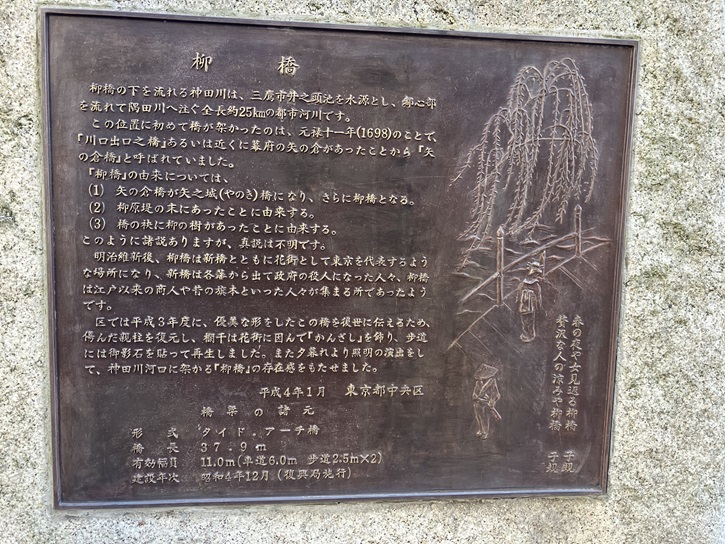 柳橋
柳橋の下を流れる神田川は、三鷹市井之頭池を水源とし、都心部
を流れて隅田川へ注ぐ全長約25kmの都市河川です。
この位置に初めて橋が架かったのは、元禄十一年(1698)のことで、
『川口出口之橋』あるいは近くに幕府の矢の倉があったことから『矢
の倉橋』と呼ばれていました。
『柳橋』の由来については、
(1) 矢の倉橋が矢之城(やのき)橋になり、さらに柳橋となる。
(2) 柳原堤の末にあったことに由来する。
(3) 橋の袂に柳の樹があったことに由来する。
このように諸説ありますが、真説は不明です。
明治維新後、柳橋は新橋とともに花街として東京を代表するよう
な場所になり、新橋は各藩から出て政府の役人になった人々、柳橋
は江戸以来の商人や昔の旗本といった人々が集まる所であったよう
です。
区では平成3年度に、優美な形をしたこの橋を後世に伝えるため、
傷んだ親柱を復元し、欄干は花街に因んで『かんざし』を飾り、歩道
には御影石を貼って再生しました。また夕暮れより照明の演出をし
て、神田川河口に架かる『柳橋』の存在感をもたせました。
平成4年1月 東京都中央区
橋梁の諸元
形式 タイド・アーチ橋
橋長 37.9m
有効幅員 11.0m(車道6.0m 歩道2.5m×2)
建設年次 昭和4年12月(復興局施行)
春の夜や女見返る柳橋 子規
贅沢な人の涼みや柳橋 子規